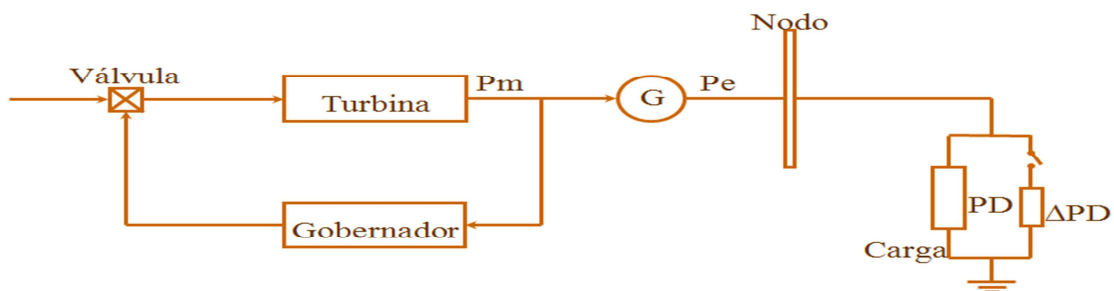 Nodo
Válvula
Turbina
Pm
G
Pe
Gobernador
PD
ΔPD
Carga